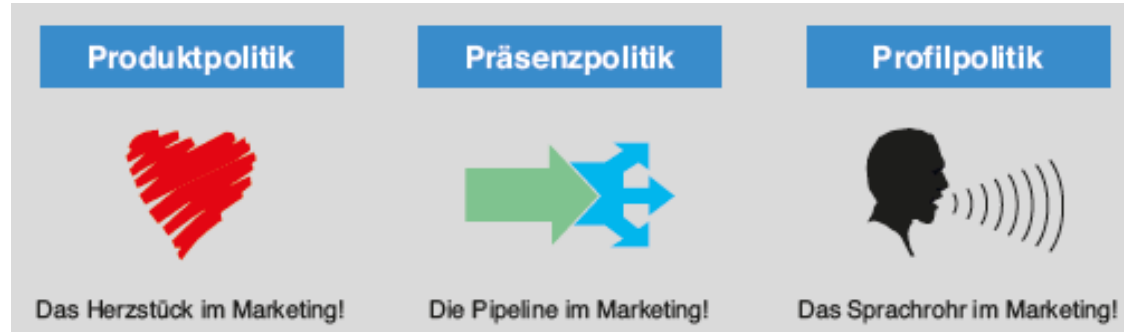 Produktpolitik
Präsenzpolitik
Profilpolitik
Das Herzstück im Marketing!
Die Pipeline im Marketing!
Das Sprachrohr im Marketing!